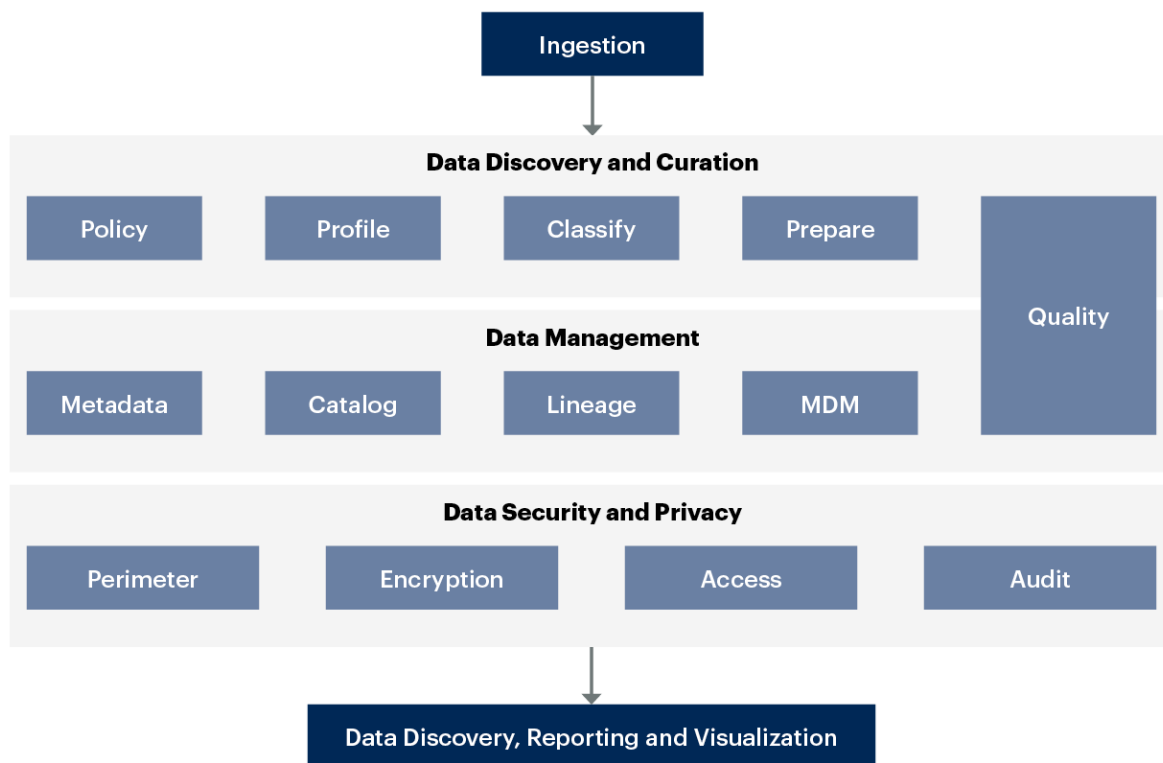 Ingestion
Data Discovery and Curation
Policy
Profile
Classify
Prepare
Quality
Data Management
Metadata
Catalog
Lineage
MDM
Data Security and Privacy
Perimeter
Encryption
Access
Audit
Data Discovery, Reporting and Visualization